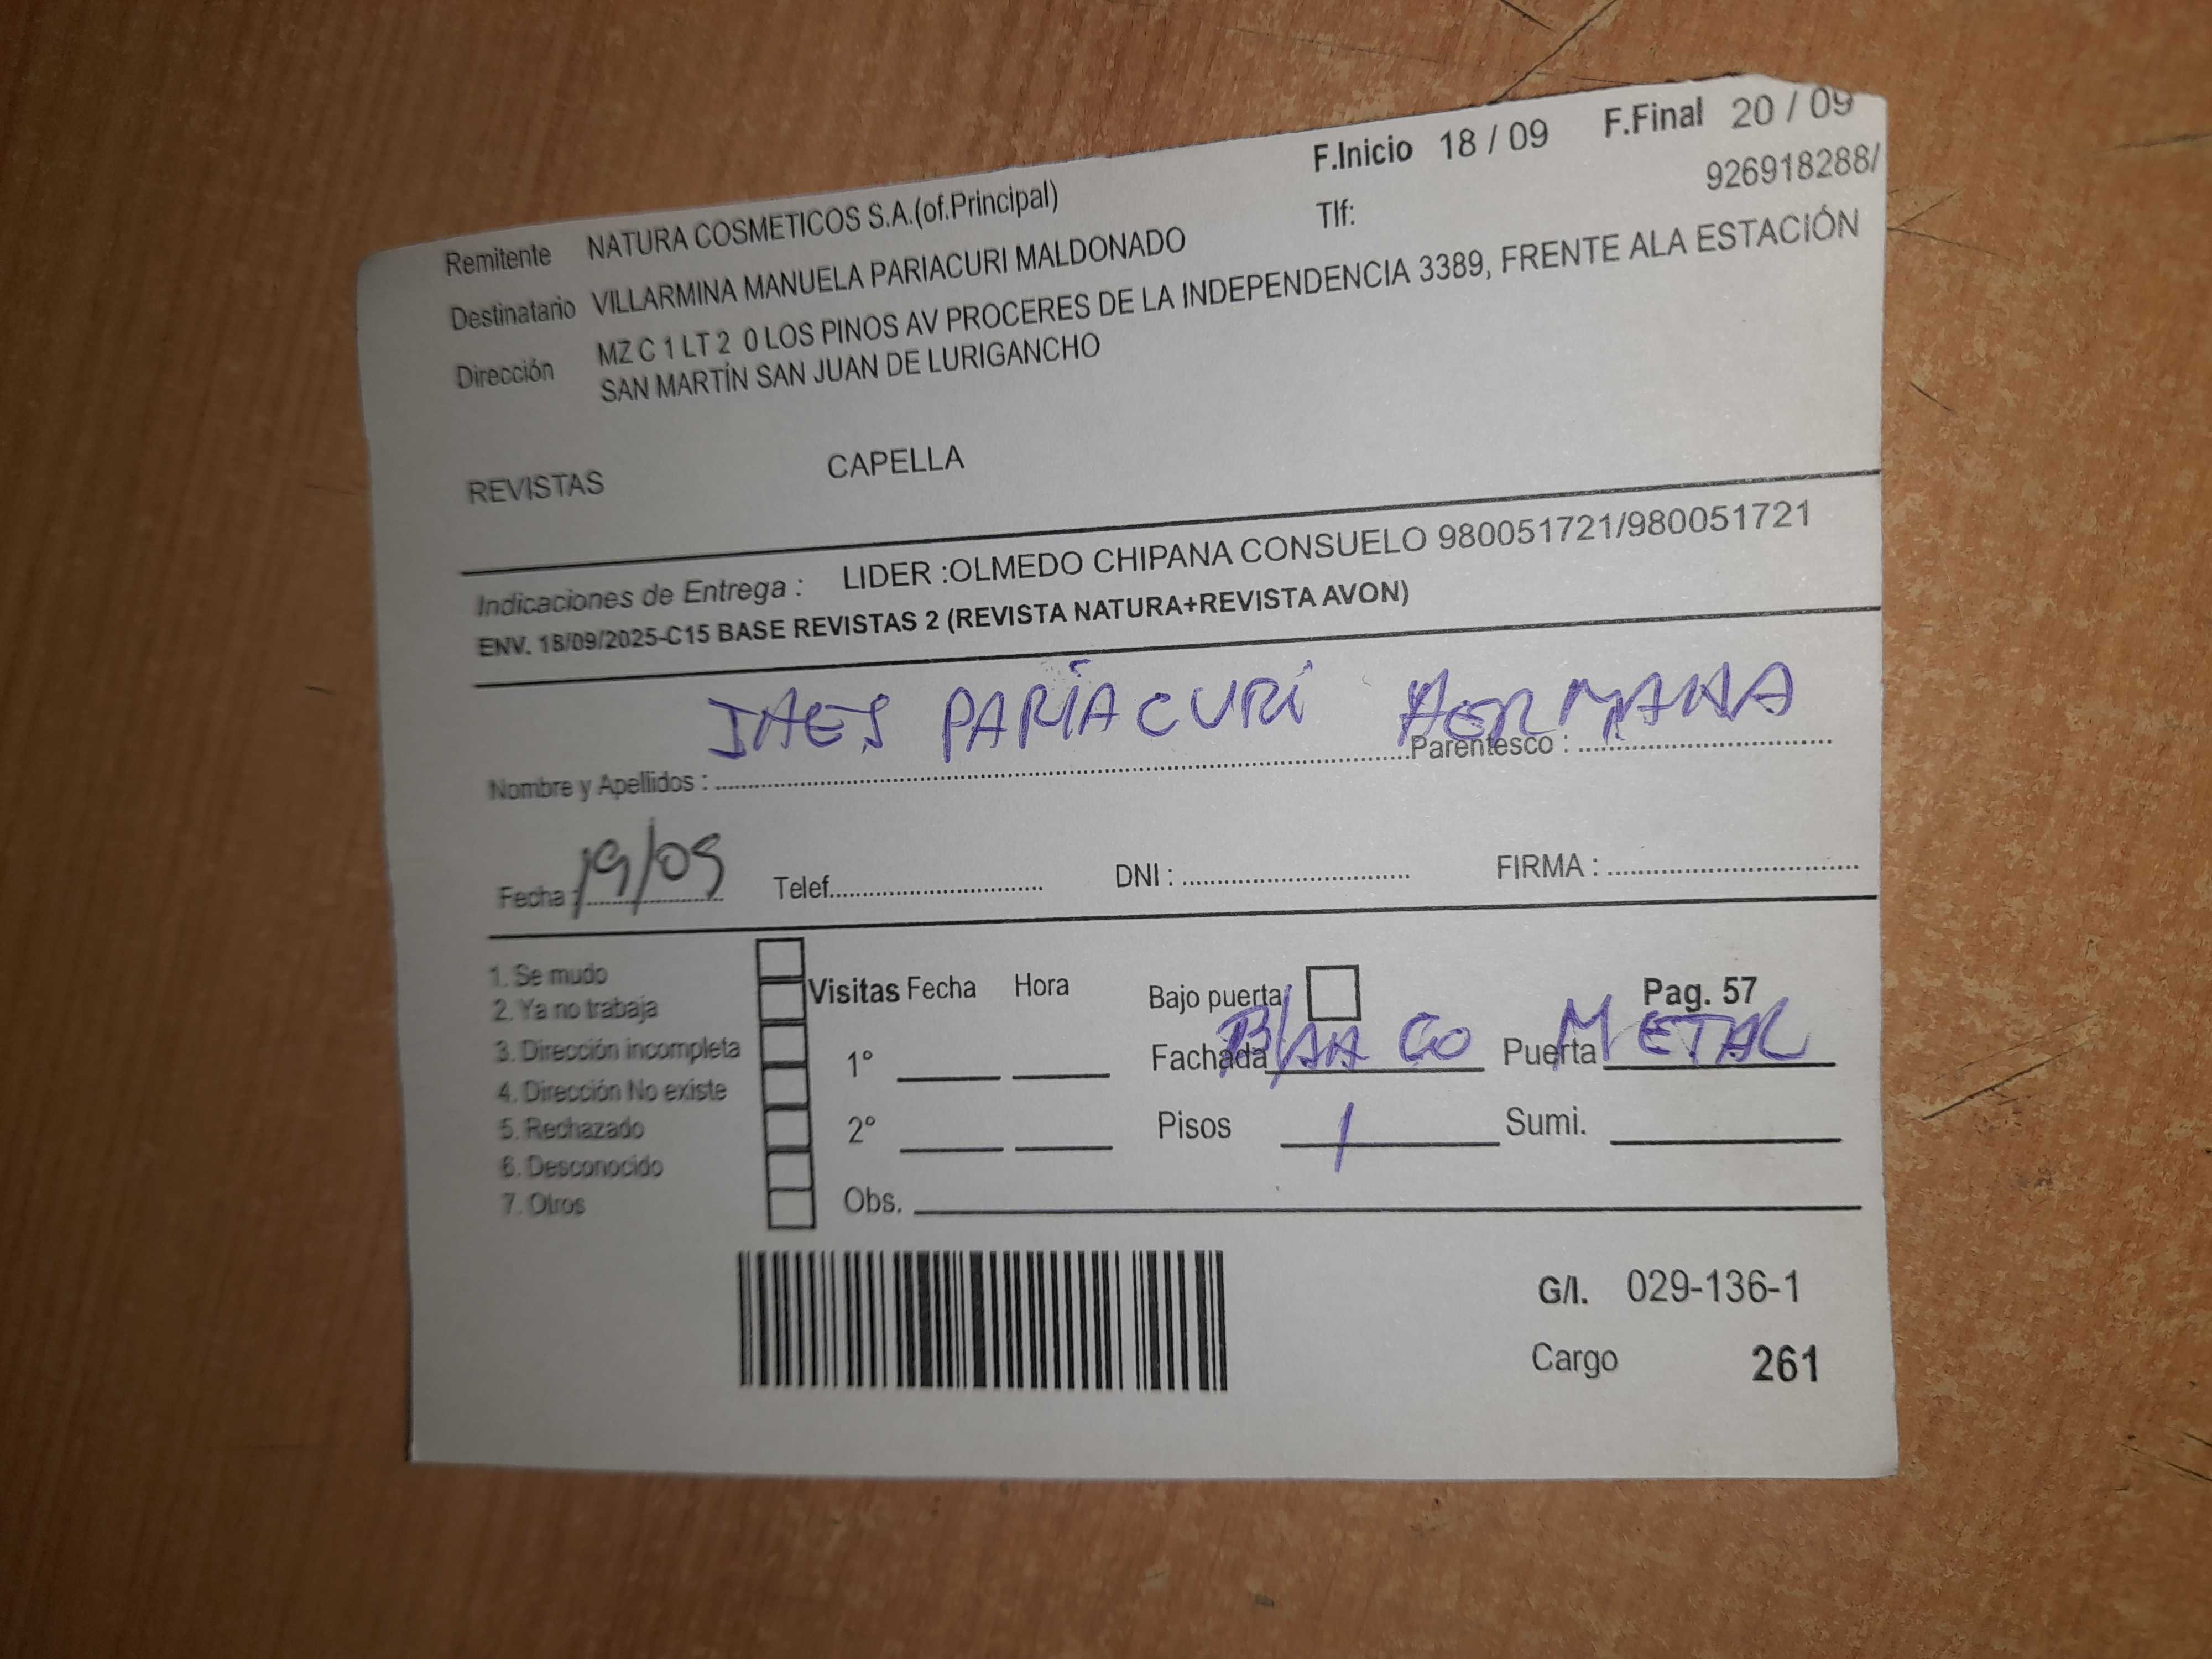 F.Inicio 18 / 09 F.Final 20 / 09
Remitente NATURA COSMETICOS S.A.(of.Principal) Tlf: 926918288/
Destinatario VILLARMINA MANUELA PARIACURI MALDONADO
Dirección MZ C 1 LT 2 0 LOS PINOS AV PROCERES DE LA INDEPENDENCIA 3389, FRENTE ALA ESTACIÓN
SAN MARTÍN SAN JUAN DE LURIGANCHO
REVISTAS CAPELLA
Indicaciones de Entrega : LIDER :OLMEDO CHIPANA CONSUELO 980051721/980051721
ENV. 18/09/2025-C15 BASE REVISTAS 2 (REVISTA NATURA+REVISTA AVON)
INES PARIACURI HERMANA
Nombre y Apellidos : Parentesco :
Fecha : 19/09 Telef. DNI : FIRMA :
1. Se mudo
2. Ya no trabaja
3. Dirección incompleta
4. Dirección No existe
5. Rechazado
6. Desconocido
7. Otros
Visitas Fecha Hora Bajo puerta Pag. 57
1° Fachada BLANCO Puerta METAL
2° Pisos 1 Sumi.
Obs.
G/I. 029-136-1
Cargo 261